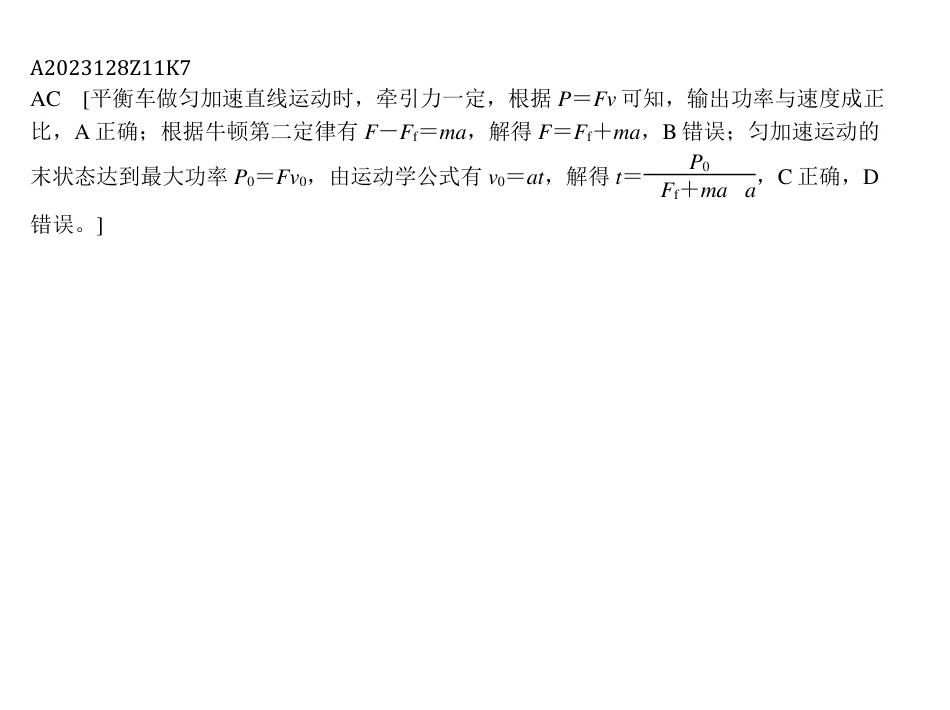 A2023128Z11K7
AC [平衡车做匀加速直线运动时，牵引力一定，根据 P＝Fv 可知，输出功率与速度成正
比，A 正确；根据牛顿第二定律有 F－Ff＝ma，解得 F＝Ff＋ma，B 错误；匀加速运动的
末状态达到最大功率 P0＝Fv0，由运动学公式有 v0＝at，解得 t＝P0/Ff＋ma a，C 正确，D
错误。]